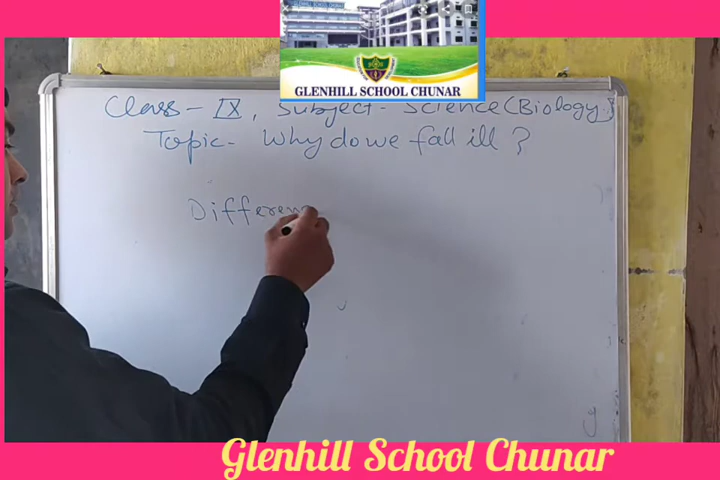 GLENHILL SCHOOL CHUNAR
Class - IX, Subject - Science (Biology)
Topic - Why do we fall ill ?
Differen
Glenhill School Chunar